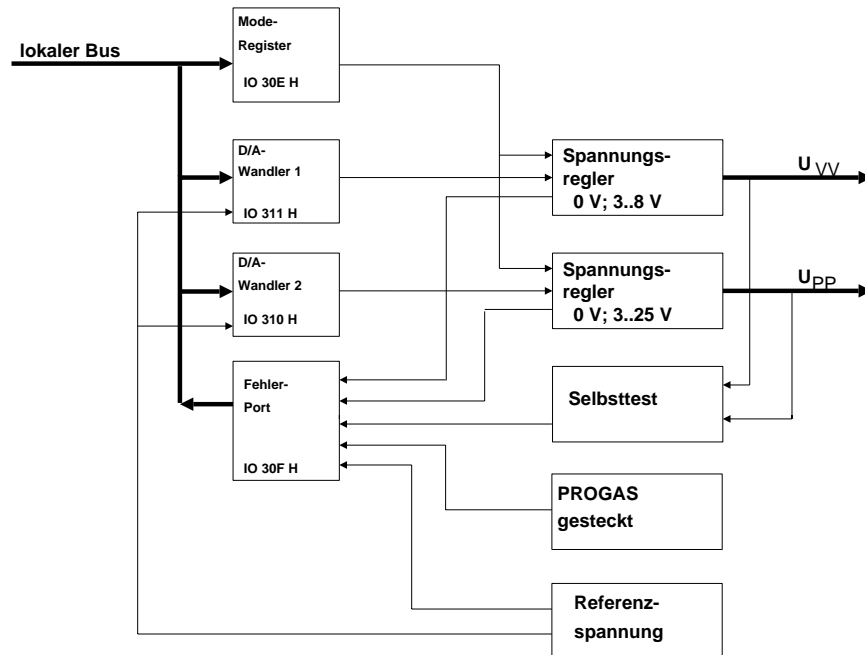 lokaler Bus
Mode-
Register
IO 30E H
D/A-
Wandler 1
IO 311 H
D/A-
Wandler 2
IO 310 H
Fehler-
Port
IO 30F H
Spannungs-
regler
0 V; 3..8 V
U VV
Spannungs-
regler
0 V; 3..25 V
UPP
Selbsttest
PROGAS
gesteckt
Referenz-
spannung